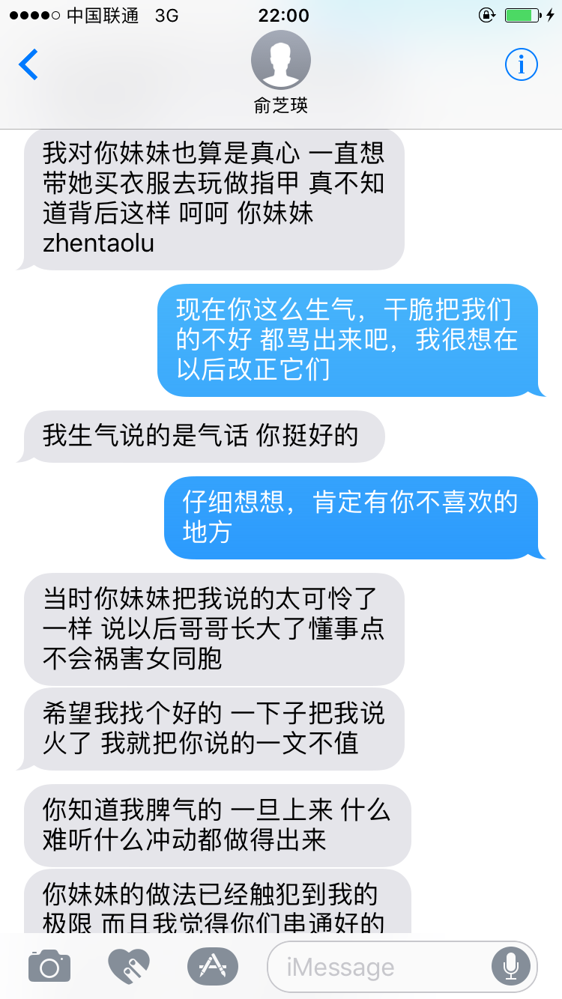 中国联通 3G 22:00
俞芝瑛
我对你妹妹也算是真心 一直想
带她买衣服去玩做指甲 真不知
道背后这样 呵呵 你妹妹
zhentaolu
现在你这么生气，干脆把我们
的不好 都骂出来吧，我很想在
以后改正它们
我生气说的是气话 你挺好的
仔细想想，肯定有你不喜欢的
地方
当时你妹妹把我说的太可怜了
一样 说以后哥哥长大了懂事点
不会祸害女同胞
希望我找个好的 一下子把我说
火了 我就把你说的一文不值
你知道我脾气的 一旦上来 什么
难听什么冲动都做得出来
你妹妹的做法已经触犯到我的
极限 而且我觉得你们串通好的
iMessage